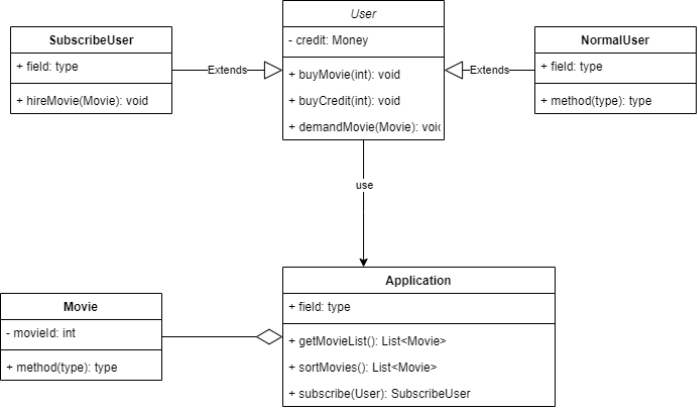 User
- credit: Money
+ buyMovie(int): void
+ buyCredit(int): void
+ demandMovie(Movie): void
SubscribeUser
+ field: type
+ hireMovie(Movie): void
Extends
Extends
NormalUser
+ field: type
+ method(type): type
use
Movie
- movieId: int
+ method(type): type
Application
+ field: type
+ getMovieList(): List<Movie>
+ sortMovies(): List<Movie>
+ subscribe(User): SubscribeUser